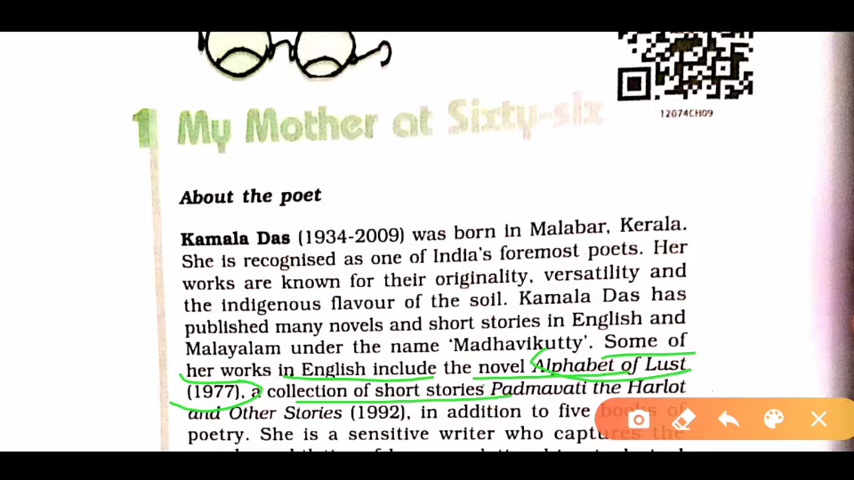 12074CH09
1 My Mother at Sixty-six
About the poet
Kamala Das (1934-2009) was born in Malabar, Kerala.
She is recognised as one of India's foremost poets. Her
works are known for their originality, versatility and
the indigenous flavour of the soil. Kamala Das has
published many novels and short stories in English and
Malayalam under the name 'Madhavikutty'. Some of
her works in English include the novel Alphabet of Lust
(1977), a collection of short stories Padmavati the Harlot
and Other Stories (1992), in addition to five books of
poetry. She is a sensitive writer who captures the